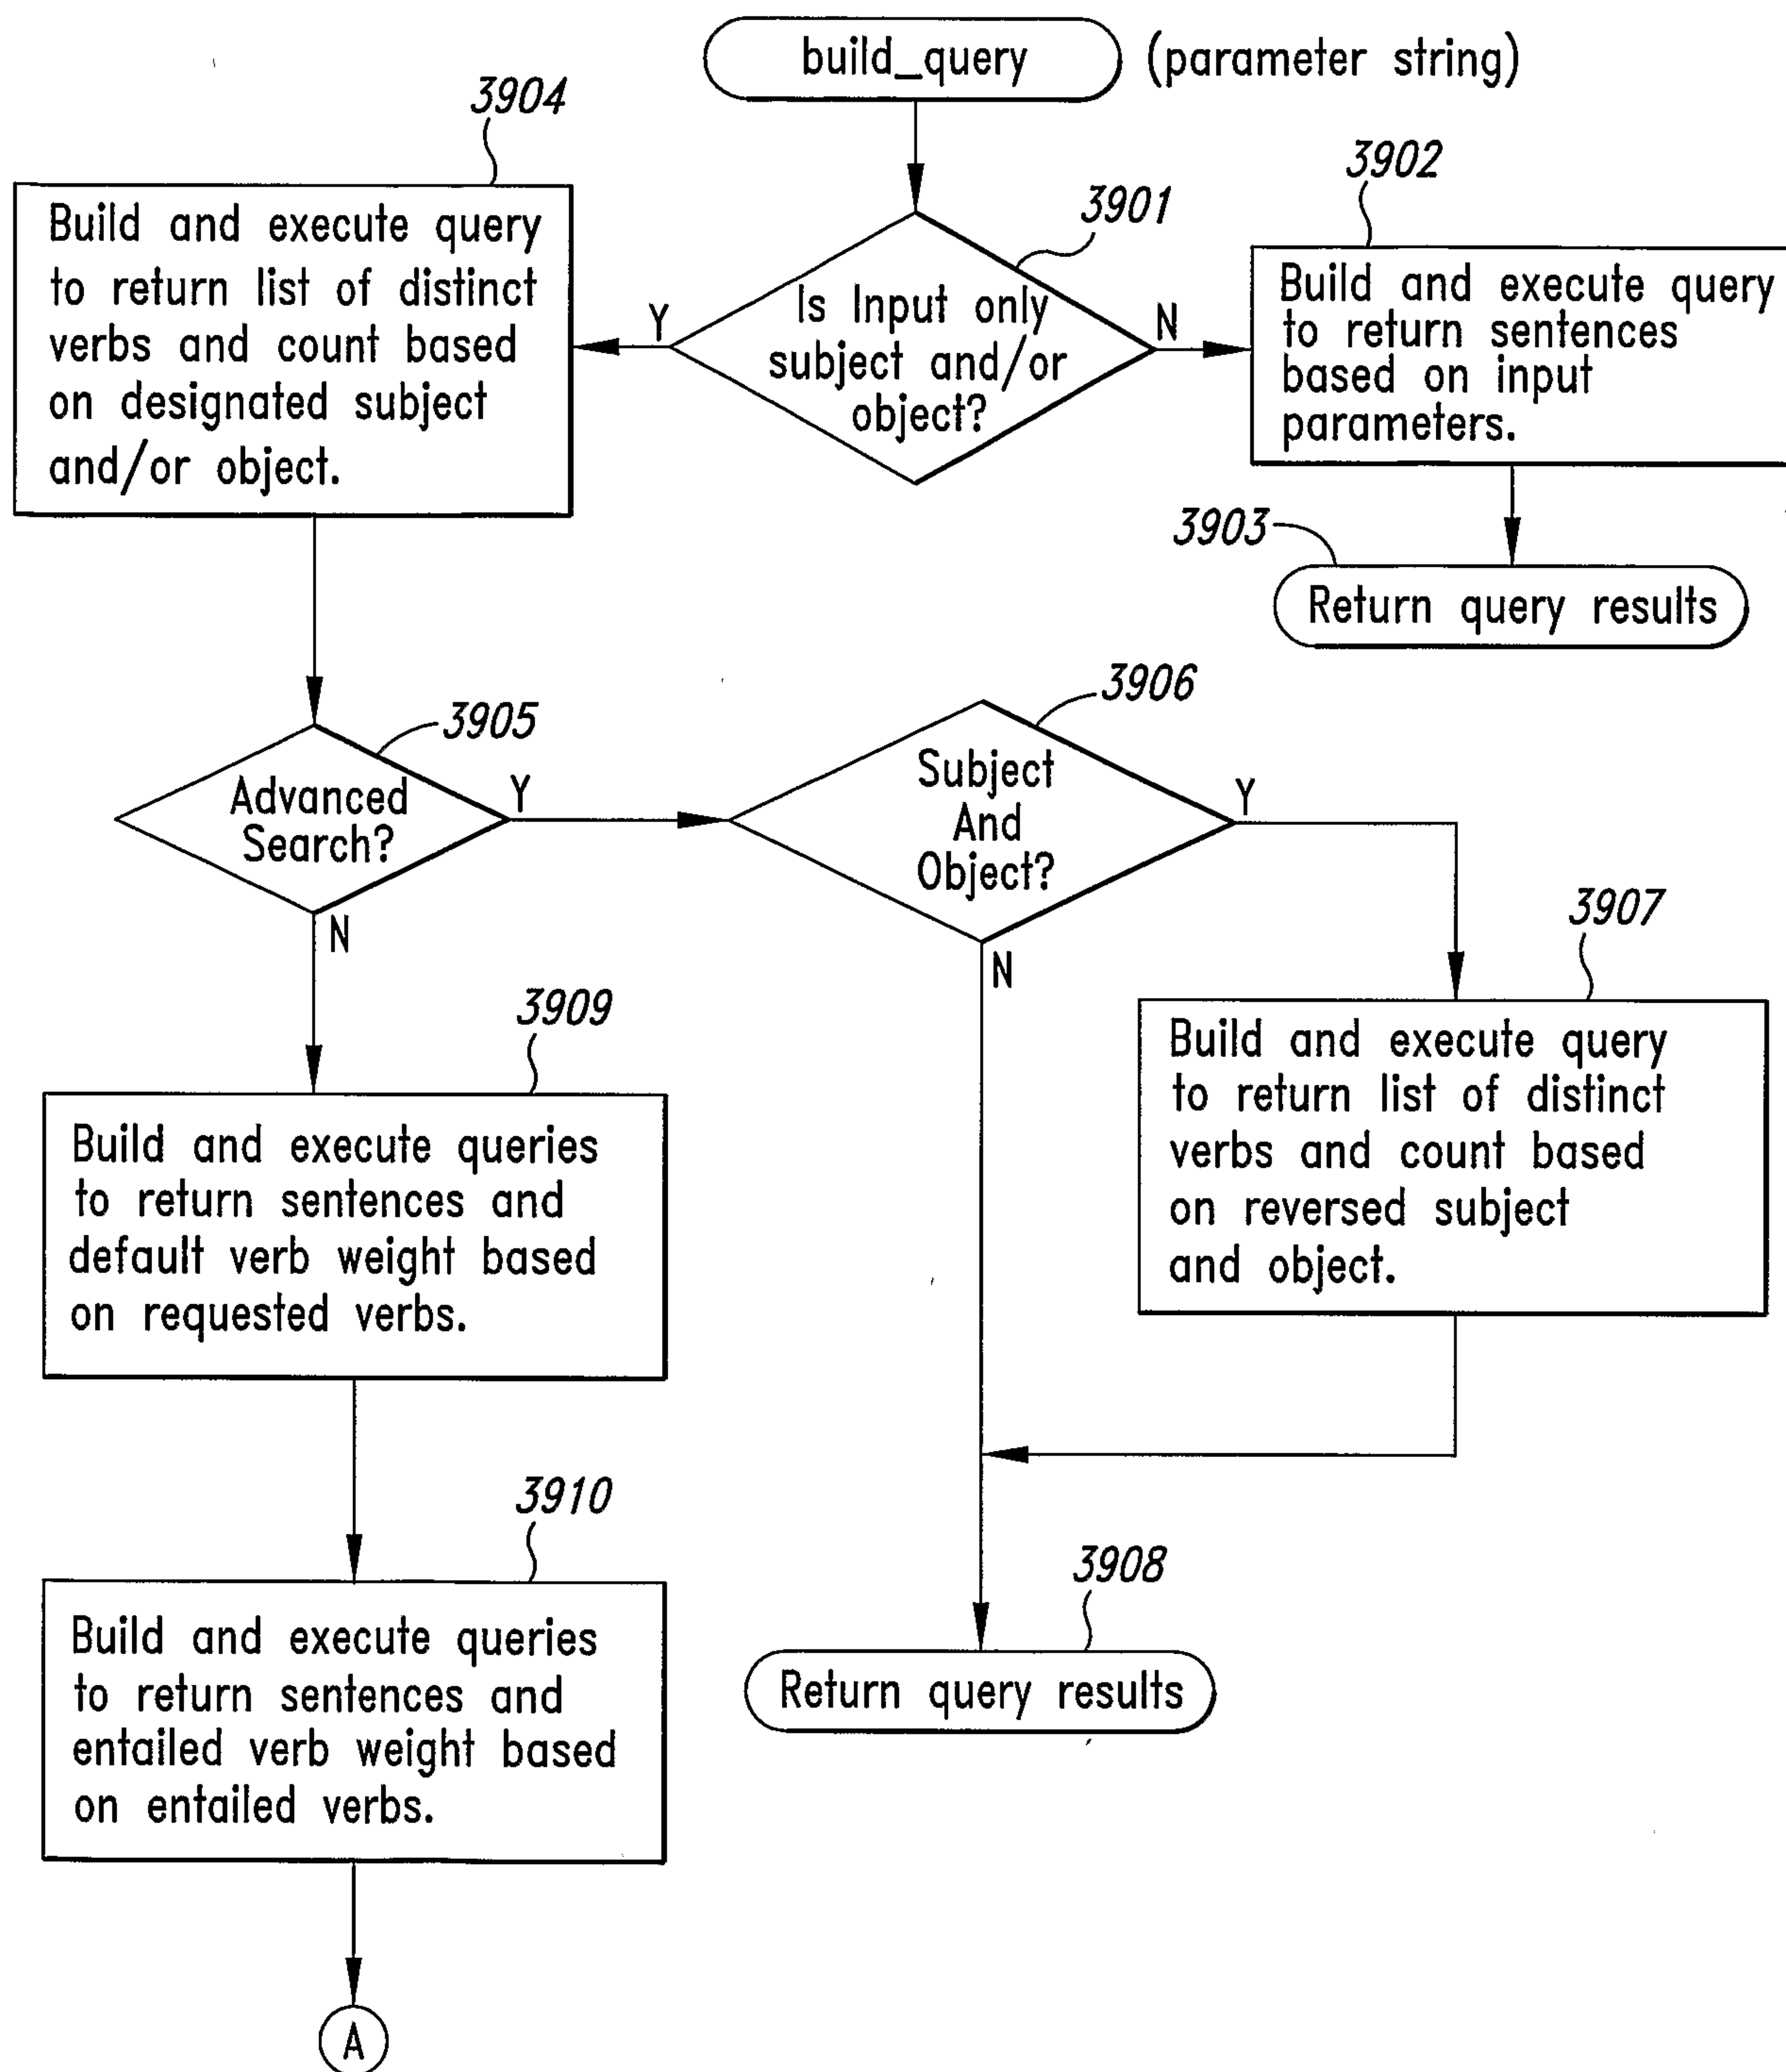 build_query (parameter string)
3904
Build and execute query
to return list of distinct
verbs and count based
on designated subject
and/or object.
3901
Is Input only
subject and/or
object?
Y
N
3902
Build and execute query
to return sentences
based on input
parameters.
3903
Return query results
3905
Advanced
Search?
Y
N
3906
Subject
And
Object?
Y
N
3907
Build and execute query
to return list of distinct
verbs and count based
on reversed subject
and object.
3909
Build and execute queries
to return sentences and
default verb weight based
on requested verbs.
3910
Build and execute queries
to return sentences and
entailed verb weight based
on entailed verbs.
3908
Return query results
A